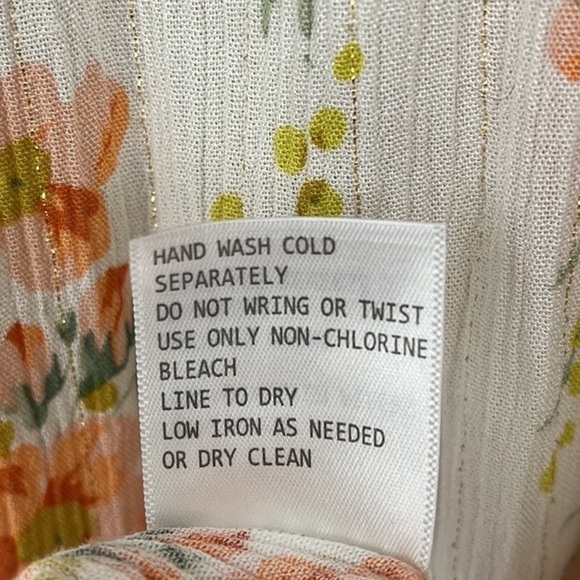 HAND WASH COLD
SEPARATELY
DO NOT WRING OR TWIST
USE ONLY NON-CHLORINE
BLEACH
LINE TO DRY
LOW IRON AS NEEDED
OR DRY CLEAN